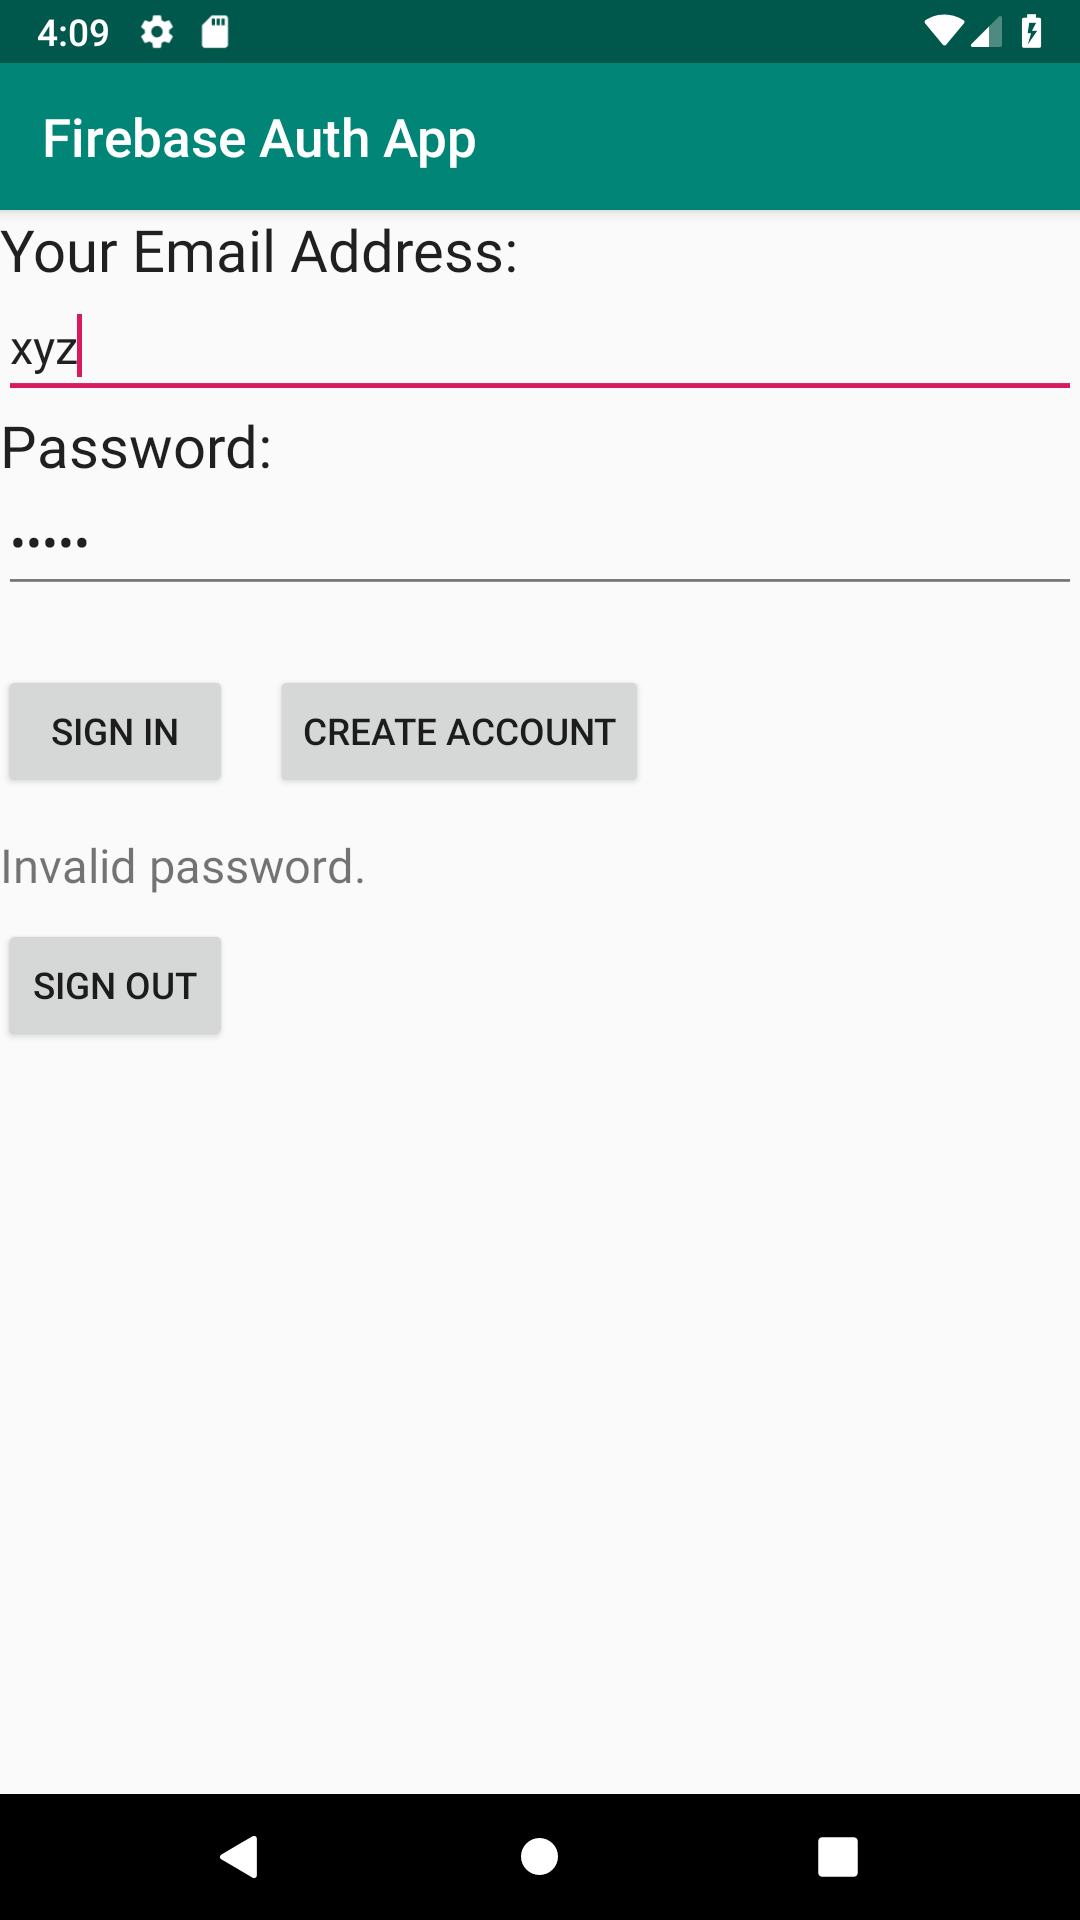 4:09
Firebase Auth App
Your Email Address:
xyz
Password:
•••••
SIGN IN CREATE ACCOUNT
Invalid password.
SIGN OUT